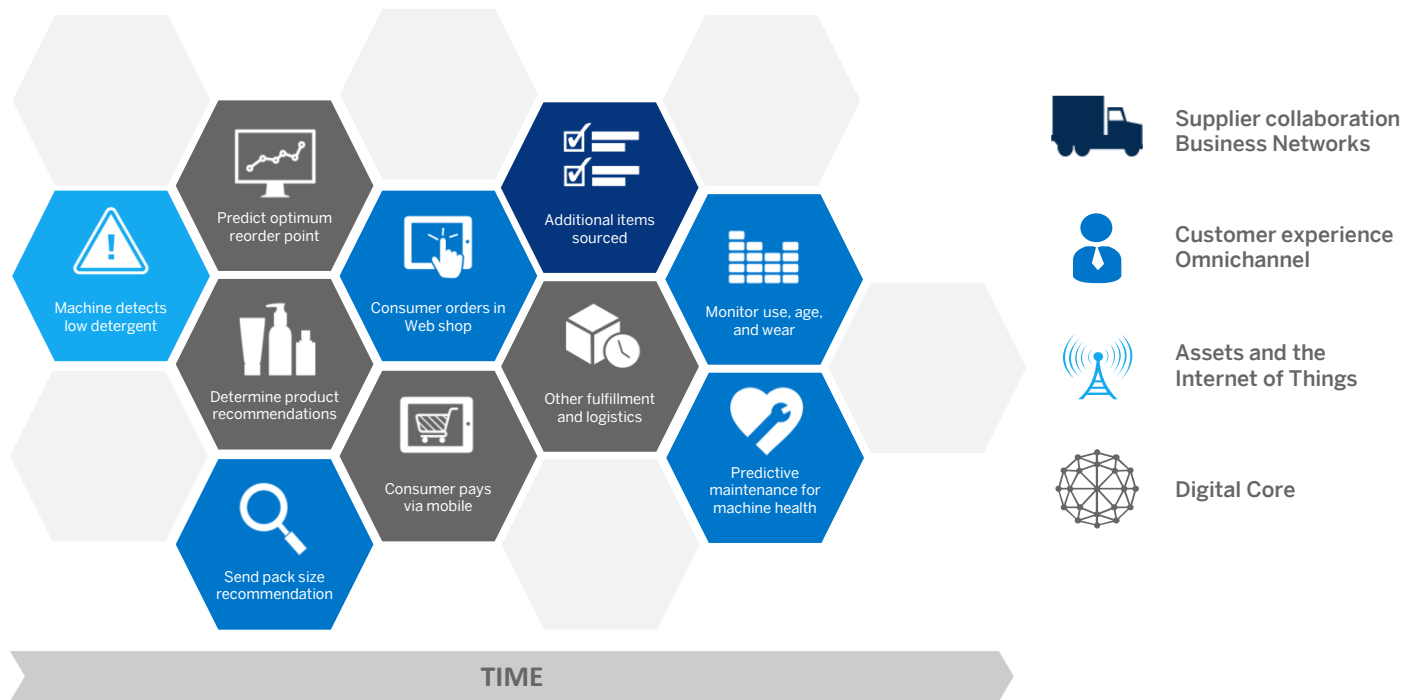 Predict optimum
reorder point
Additional items
sourced
Machine detects
low detergent
Consumer orders in
Web shop
Monitor use, age,
and wear
Determine product
recommendations
Other fulfillment
and logistics
Consumer pays
via mobile
Predictive
maintenance for
machine health
Send pack size
recommendation
TIME
Supplier collaboration
Business Networks
Customer experience
Omnichannel
Assets and the
Internet of Things
Digital Core